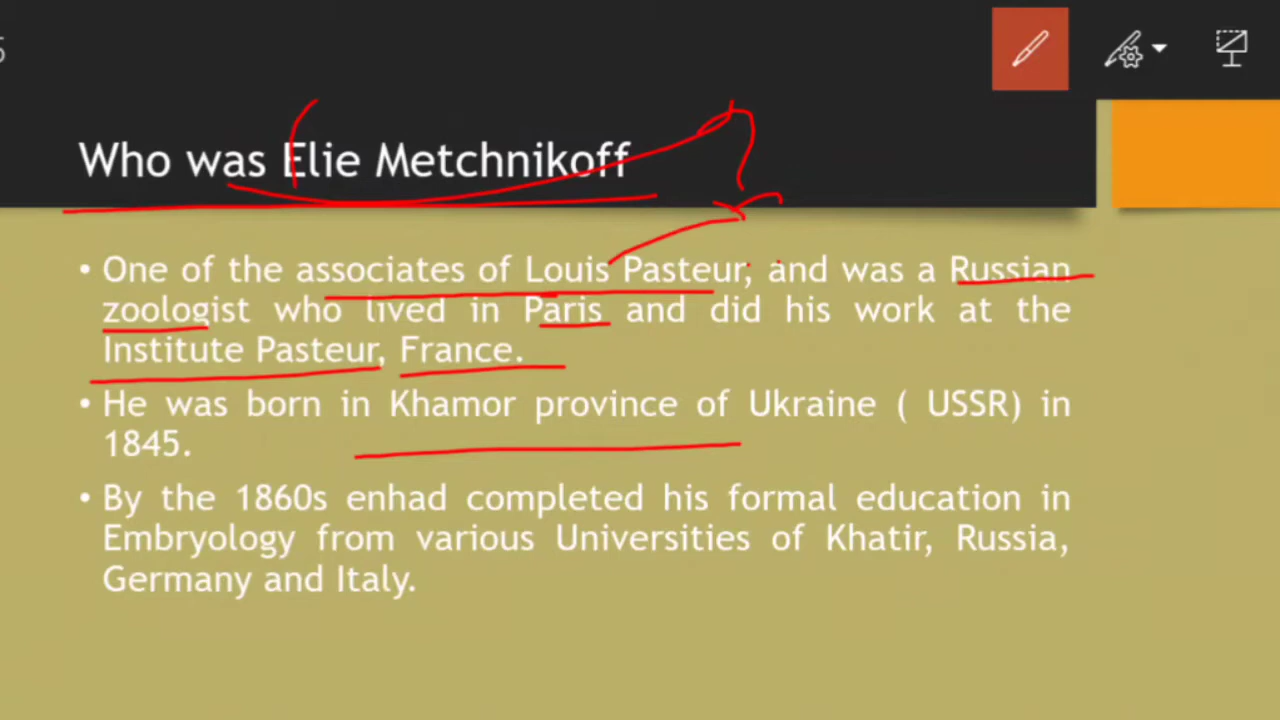 Who was Elie Metchnikoff
• One of the associates of Louis Pasteur, and was a Russian
zoologist who lived in Paris and did his work at the
Institute Pasteur, France.
• He was born in Khamor province of Ukraine ( USSR) in
1845.
• By the 1860s enhad completed his formal education in
Embryology from various Universities of Khatir, Russia,
Germany and Italy.